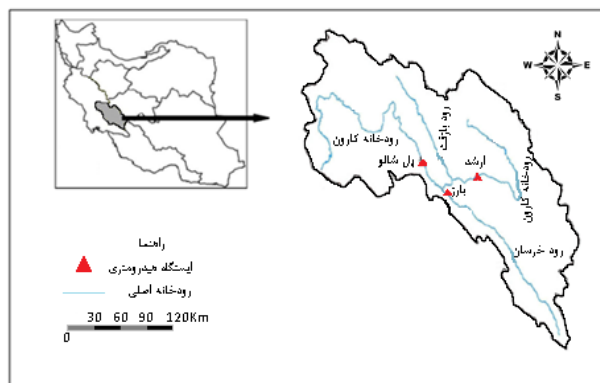 N
W E
S
رودخانه کارون
رود بازفت
پل شالو
ارشد
بارز
رودخانه کارون
رود خرسان
راهنما
ایستگاه هیدرومتری
رودخانه اصلی
30 60 90 120Km
0